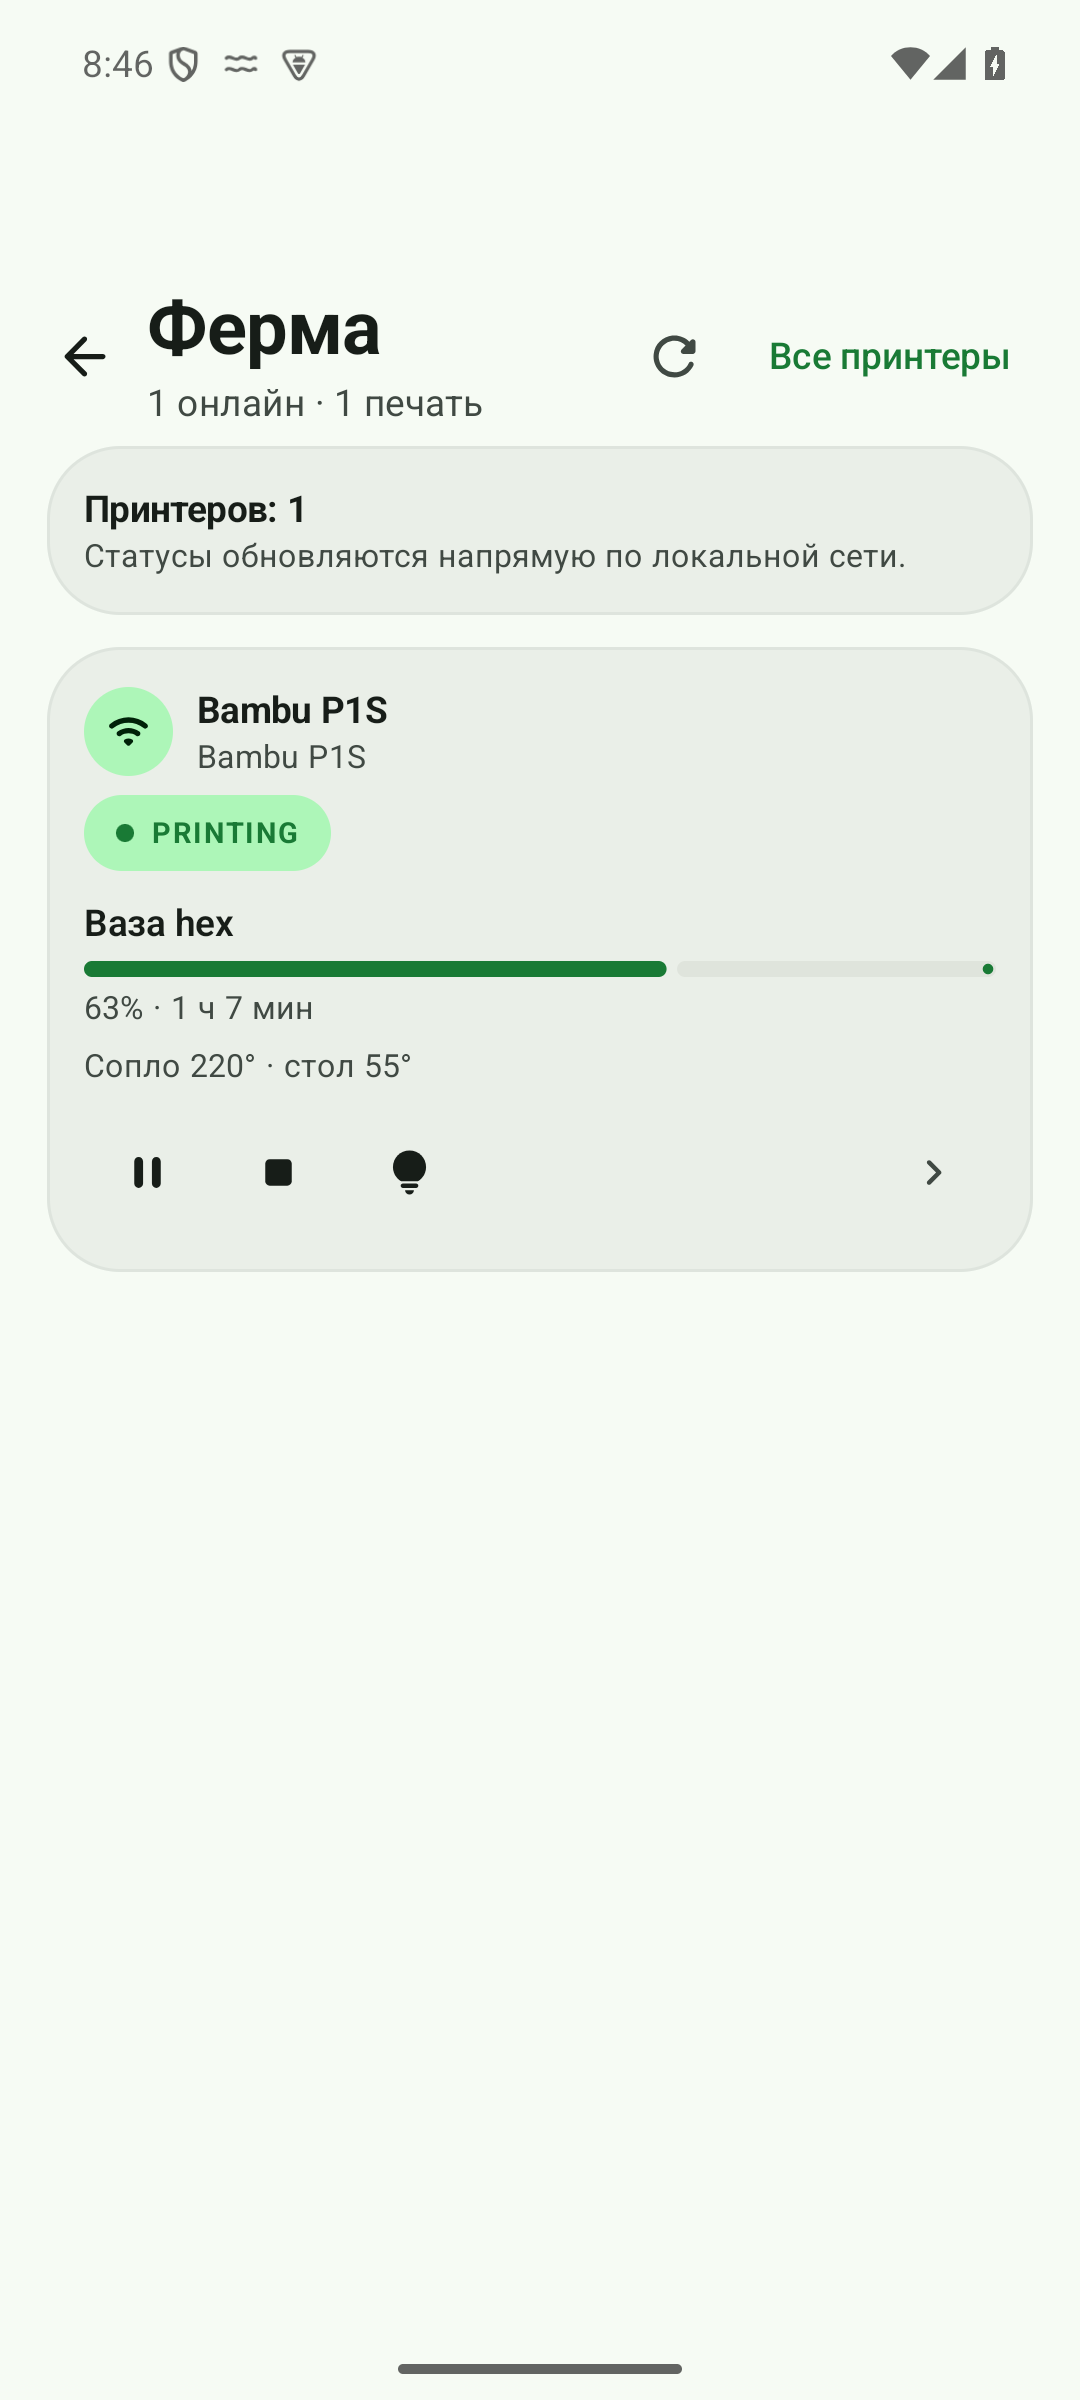 8:46
Ферма
1 онлайн · 1 печать
Все принтеры
Принтеров: 1
Статусы обновляются напрямую по локальной сети.
Bambu P1S
Bambu P1S
PRINTING
Ваза hex
63% · 1 ч 7 мин
Сопло 220° · стол 55°